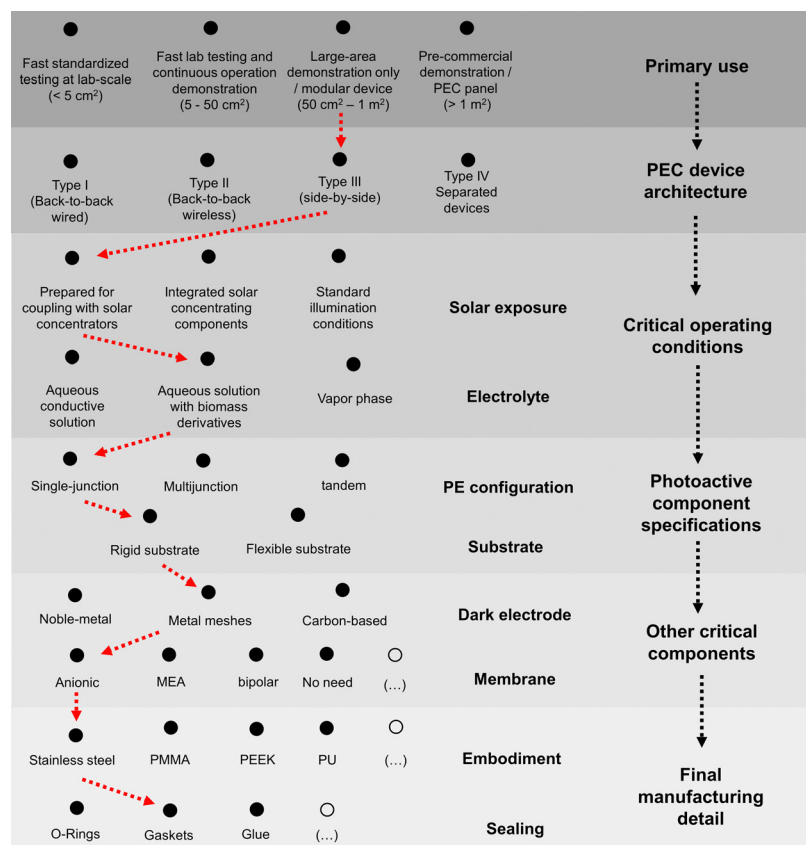 Fast standardized
testing at lab-scale
(< 5 cm²)
Fast lab testing and
continuous operation
demonstration
(5 - 50 cm²)
Large-area
demonstration only
/ modular device
(50 cm² – 1 m²)
Pre-commercial
demonstration /
PEC panel
(> 1 m²)
Primary use
Type I
(Back-to-back
wired)
Type II
(Back-to-back
wireless)
Type III
(side-by-side)
Type IV
Separated
devices
PEC device
architecture
Prepared for
coupling with solar
concentrators
Integrated solar
concentrating
components
Standard
illumination
conditions
Solar exposure
Critical operating
conditions
Aqueous
conductive
solution
Aqueous solution
with biomass
derivatives
Vapor phase
Electrolyte
Single-junction
Multijunction
tandem
PE configuration
Photoactive
component
specifications
Rigid substrate
Flexible substrate
Substrate
Noble-metal
Metal meshes
Carbon-based
Dark electrode
Other critical
components
Anionic
MEA
bipolar
No need
(...)
Membrane
Stainless steel
PMMA
PEEK
PU
(...)
Embodiment
Final
manufacturing
detail
O-Rings
Gaskets
Glue
(...)
Sealing